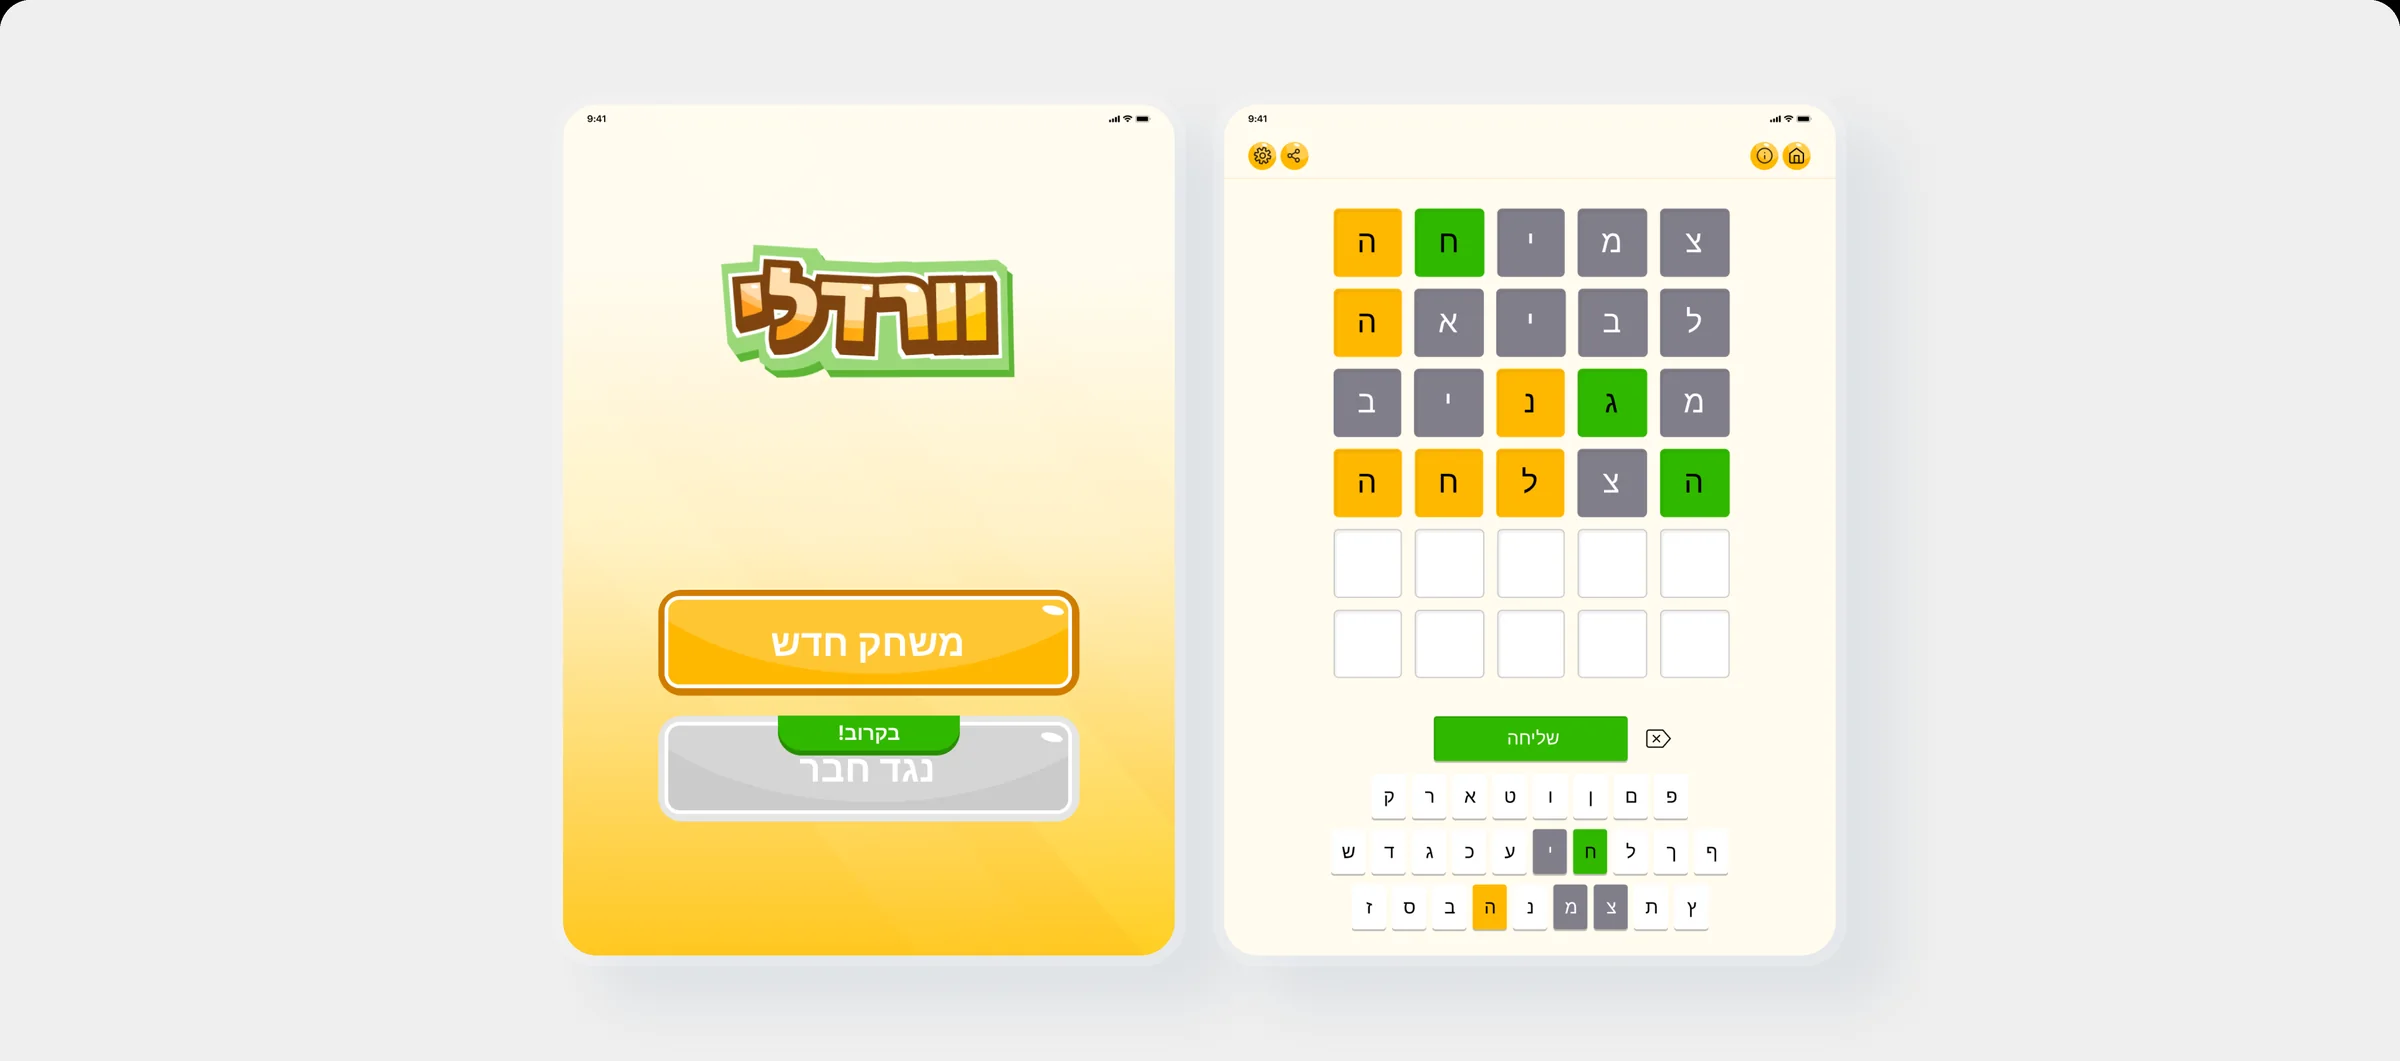 9:41
וורדלי
משחק חדש
בקרוב!
נגד חבר
9:41
צ מ י ח ה
ל ב י א ה
מ ג נ י ב
ה צ ל ח ה
שליחה
פ ם ן ו ט א ר ק
ף ך ל ח י ע כ ג ד ש
ץ ת צ מ נ ה ב ס ז